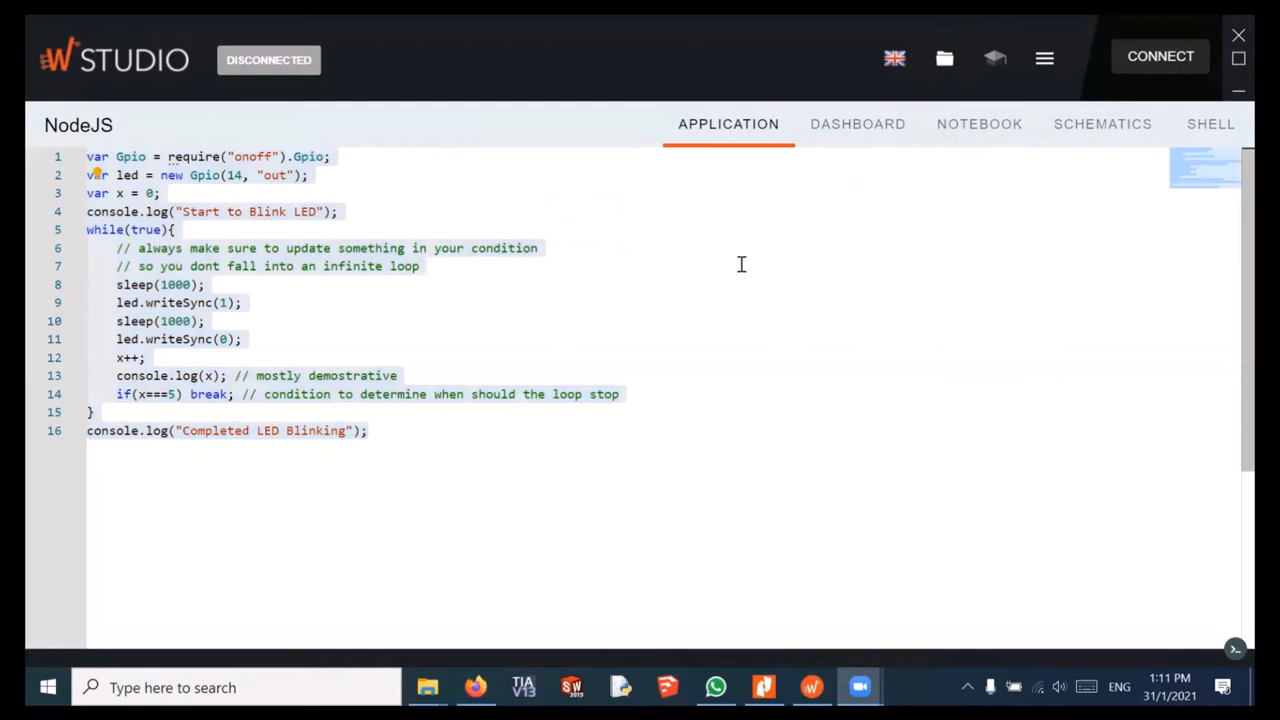 W STUDIO
DISCONNECTED
CONNECT
NodeJS
APPLICATION
DASHBOARD
NOTEBOOK
SCHEMATICS
SHELL
1 var Gpio = require("onoff").Gpio;
2 var led = new Gpio(14, "out");
3 var x = 0;
4 console.log("Start to Blink LED");
5 while(true){
6 // always make sure to update something in your condition
7 // so you dont fall into an infinite loop
8 sleep(1000);
9 led.writeSync(1);
10 sleep(1000);
11 led.writeSync(0);
12 x++;
13 console.log(x); // mostly demostrative
14 if(x===5) break; // condition to determine when should the loop stop
15 }
16 console.log("Completed LED Blinking");
Type here to search
TIA
V13
SW
2019
ENG
1:11 PM
31/1/2021